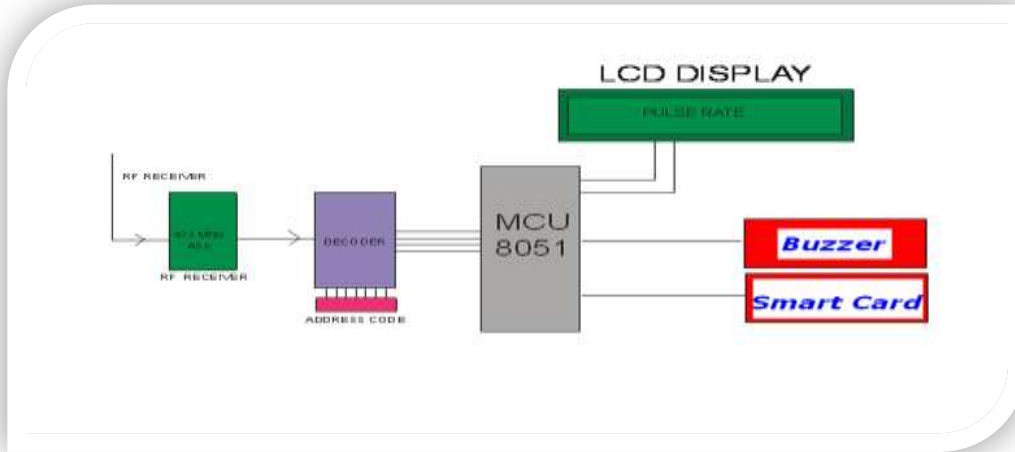 LCD DISPLAY
PULSE RATE
RF RECEIVER
DECODER
RF RECEIVER
ADDRESS CODE
MCU
8051
Buzzer
Smart Card